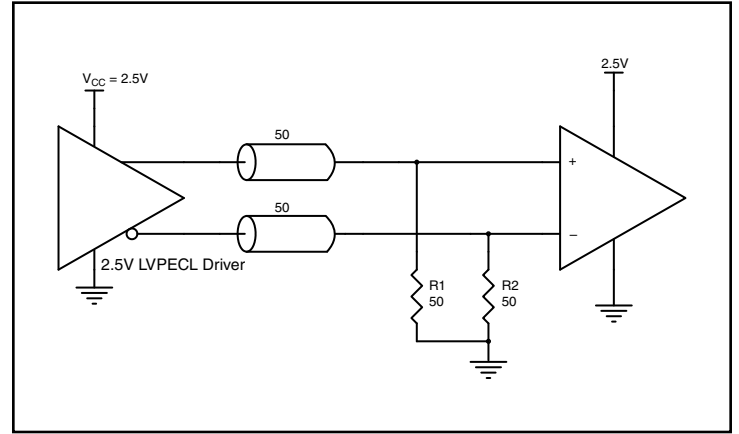 2.5V
V_CC = 2.5V
50
+
50
−
2.5V LVPECL Driver
R1
50
R2
50